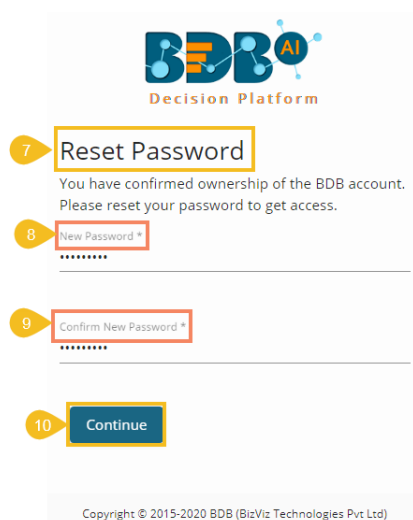 BDB AI
Decision Platform
7 Reset Password
You have confirmed ownership of the BDB account.
Please reset your password to get access.
8 New Password *
•••••••••
9 Confirm New Password *
•••••••••
10 Continue
Copyright © 2015-2020 BDB (BizViz Technologies Pvt Ltd)